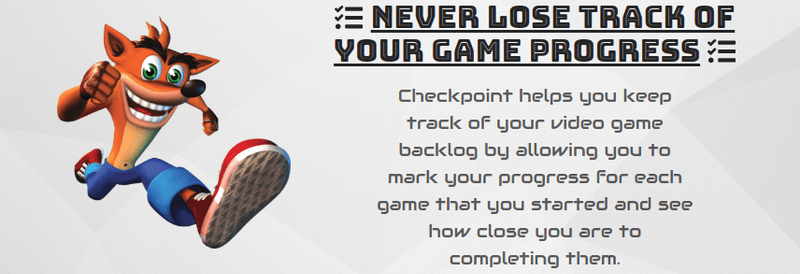 NEVER LOSE TRACK OF
YOUR GAME PROGRESS
Checkpoint helps you keep
track of your video game
backlog by allowing you to
mark your progress for each
game that you started and see
how close you are to
completing them.